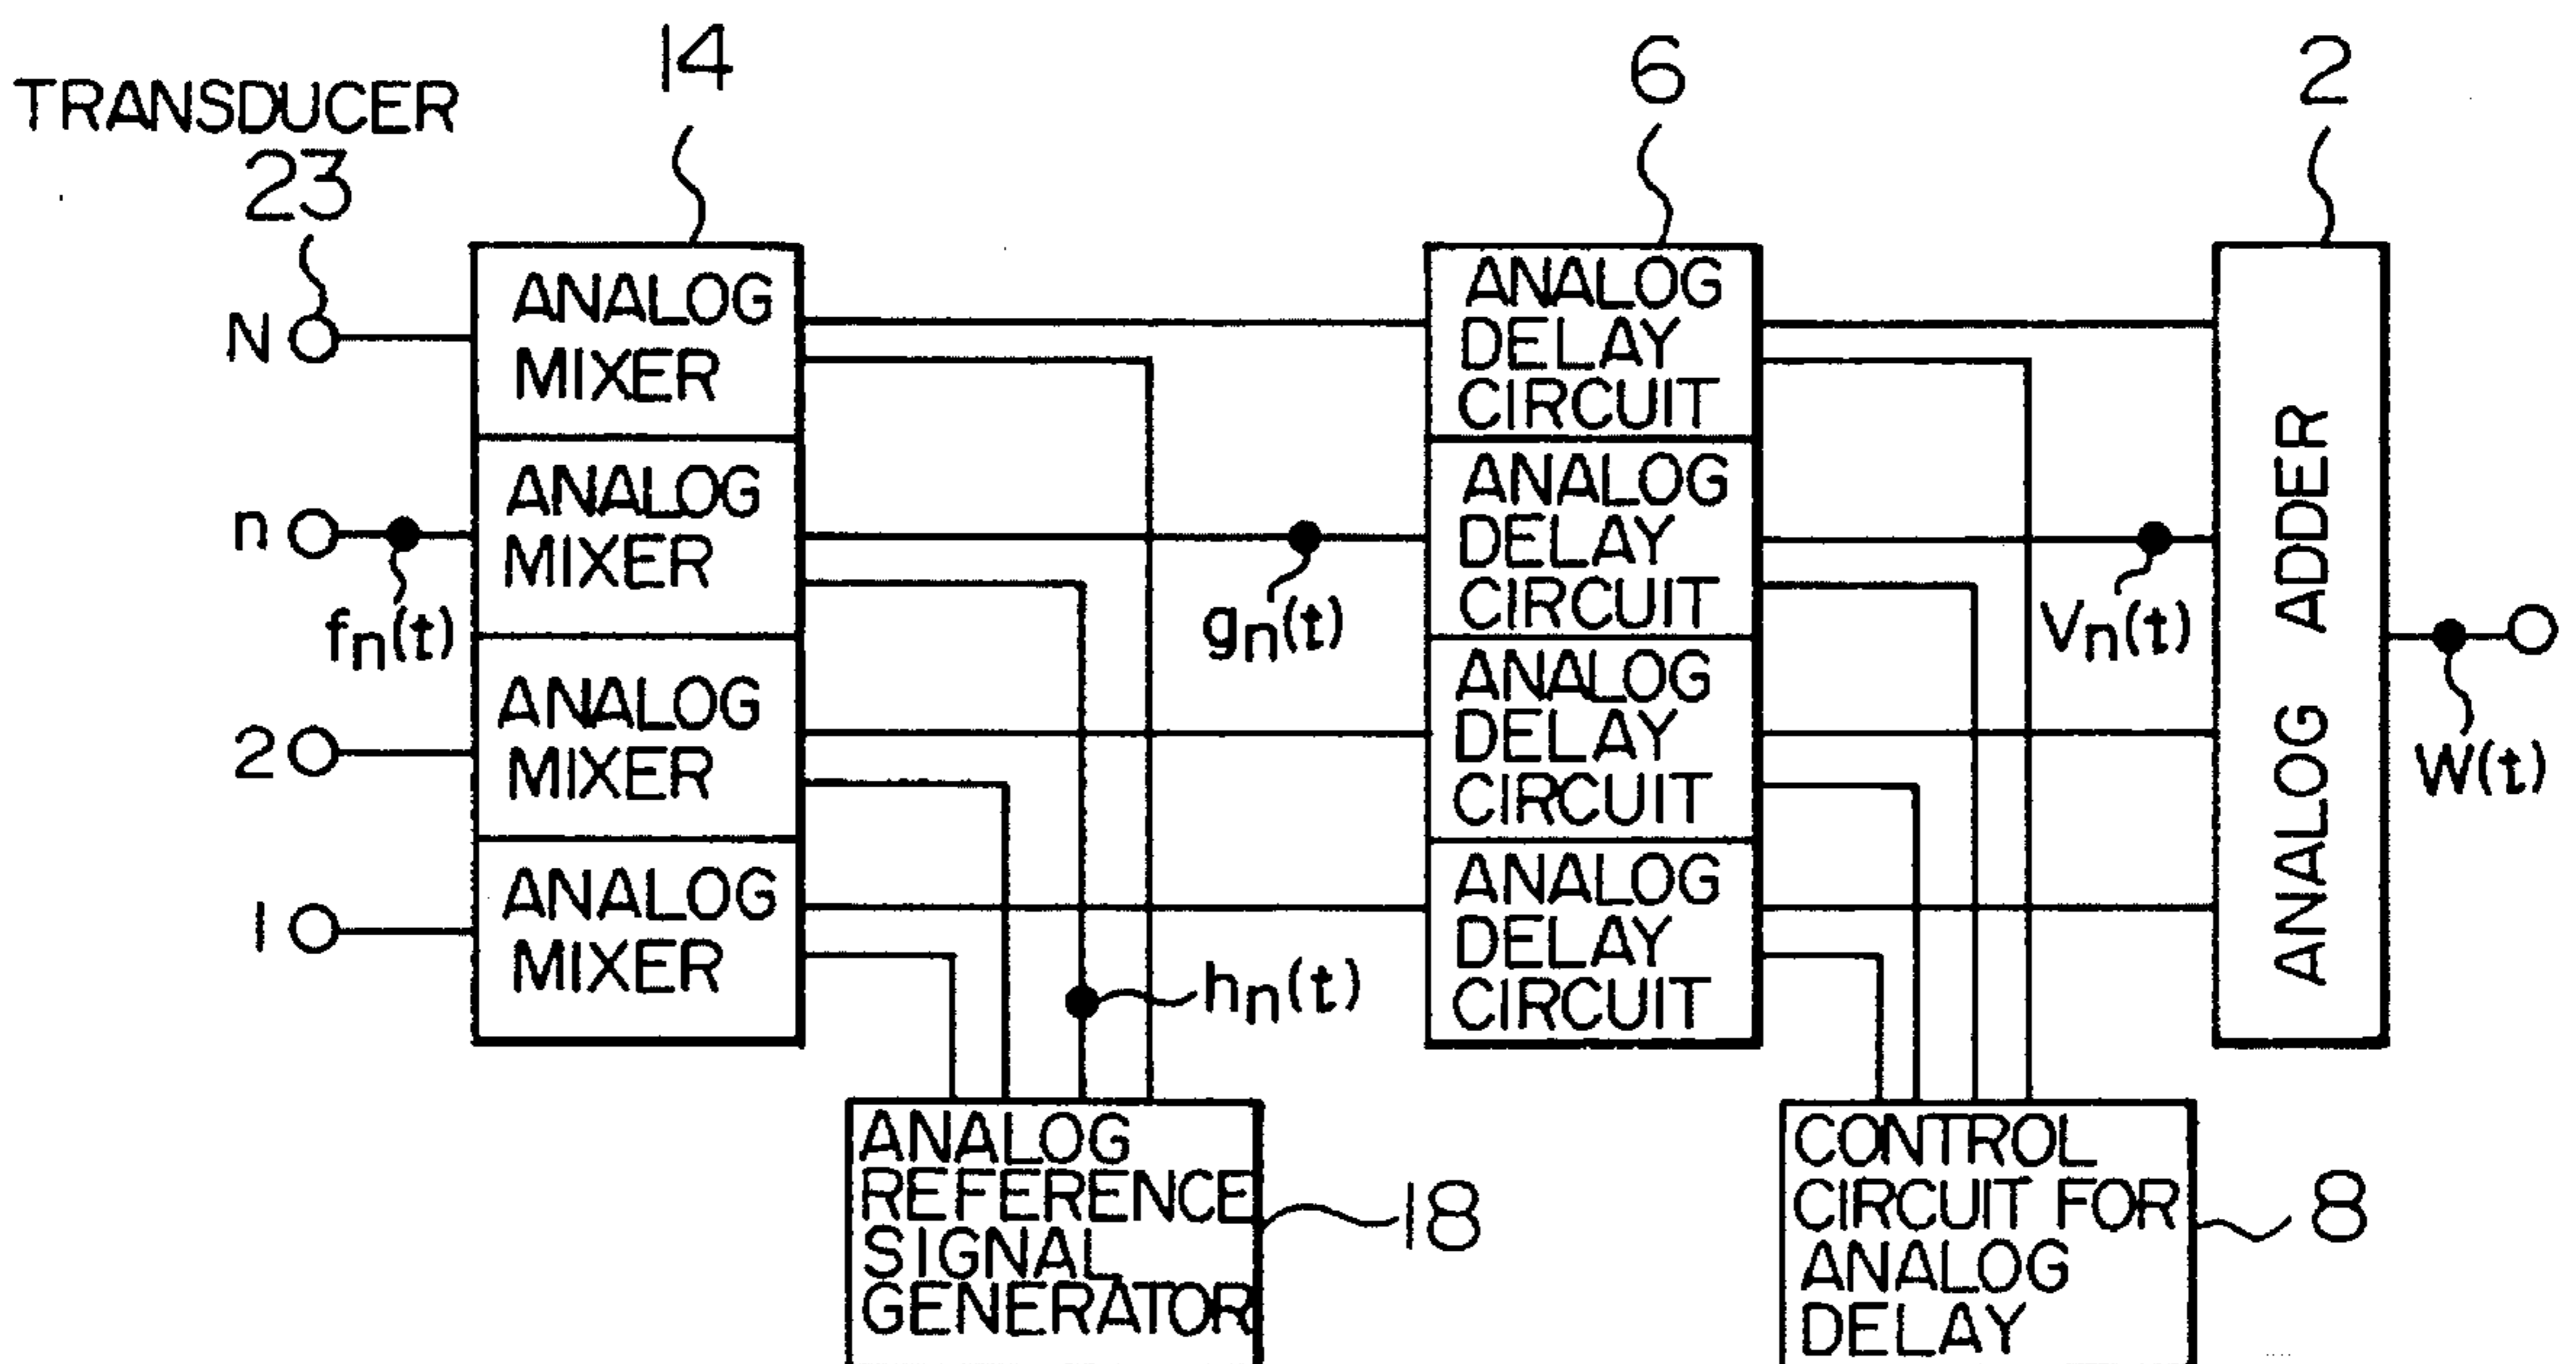 TRANSDUCER
23
14
6
2
N
n
2
1
fn(t)
ANALOG
MIXER
ANALOG
MIXER
ANALOG
MIXER
ANALOG
MIXER
gn(t)
hn(t)
ANALOG
DELAY
CIRCUIT
ANALOG
DELAY
CIRCUIT
ANALOG
DELAY
CIRCUIT
ANALOG
DELAY
CIRCUIT
Vn(t)
ANALOG ADDER
W(t)
ANALOG
REFERENCE
SIGNAL
GENERATOR
18
CONTROL
CIRCUIT FOR
ANALOG
DELAY
8